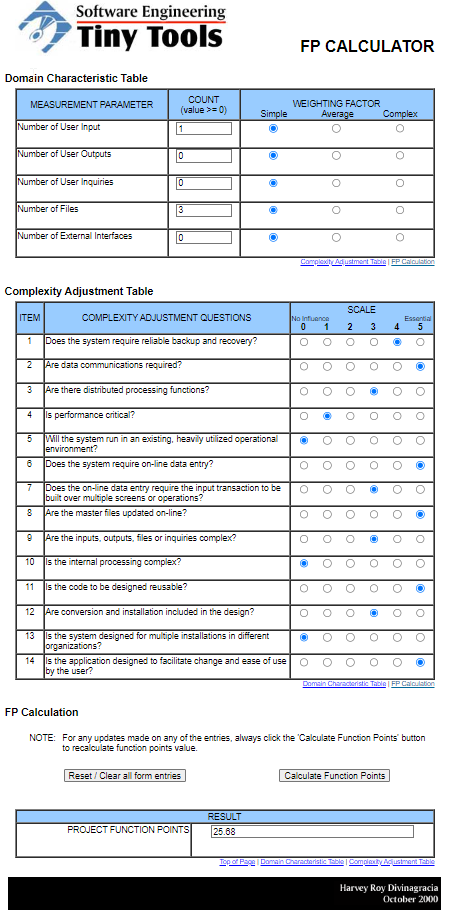 Software Engineering
Tiny Tools
FP CALCULATOR
Domain Characteristic Table
MEASUREMENT PARAMETER
COUNT
(value >= 0)
WEIGHTING FACTOR
Simple Average Complex
Number of User Input 1
Number of User Outputs 0
Number of User Inquiries 0
Number of Files 3
Number of External Interfaces 0
Complexity Adjustment Table | FP Calculation
Complexity Adjustment Table
ITEM
COMPLEXITY ADJUSTMENT QUESTIONS
SCALE
No Influence Essential
0 1 2 3 4 5
1 Does the system require reliable backup and recovery?
2 Are data communications required?
3 Are there distributed processing functions?
4 Is performance critical?
5 Will the system run in an existing, heavily utilized operational
environment?
6 Does the system require on-line data entry?
7 Does the on-line data entry require the input transaction to be
built over multiple screens or operations?
8 Are the master files updated on-line?
9 Are the inputs, outputs, files or inquiries complex?
10 Is the internal processing complex?
11 Is the code to be designed reusable?
12 Are conversion and installation included in the design?
13 Is the system designed for multiple installations in different
organizations?
14 Is the application designed to facilitate change and ease of use
by the user?
Domain Characteristic Table | FP Calculation
FP Calculation
NOTE: For any updates made on any of the entries, always click the 'Calculate Function Points' button
to recalculate function points value.
Reset / Clear all form entries Calculate Function Points
RESULT
PROJECT FUNCTION POINTS 25.68
Top of Page | Domain Characteristic Table | Complexity Adjustment Table
Harvey Roy Divinagracia
October 2000